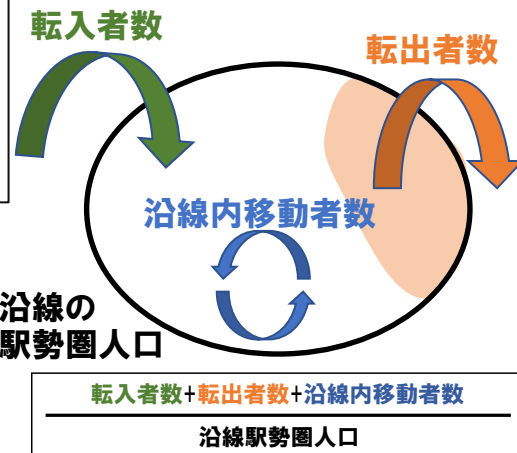 転入者数
転出者数
沿線内移動者数
沿線の
駅勢圏人口
転入者数+転出者数+沿線内移動者数
沿線駅勢圏人口